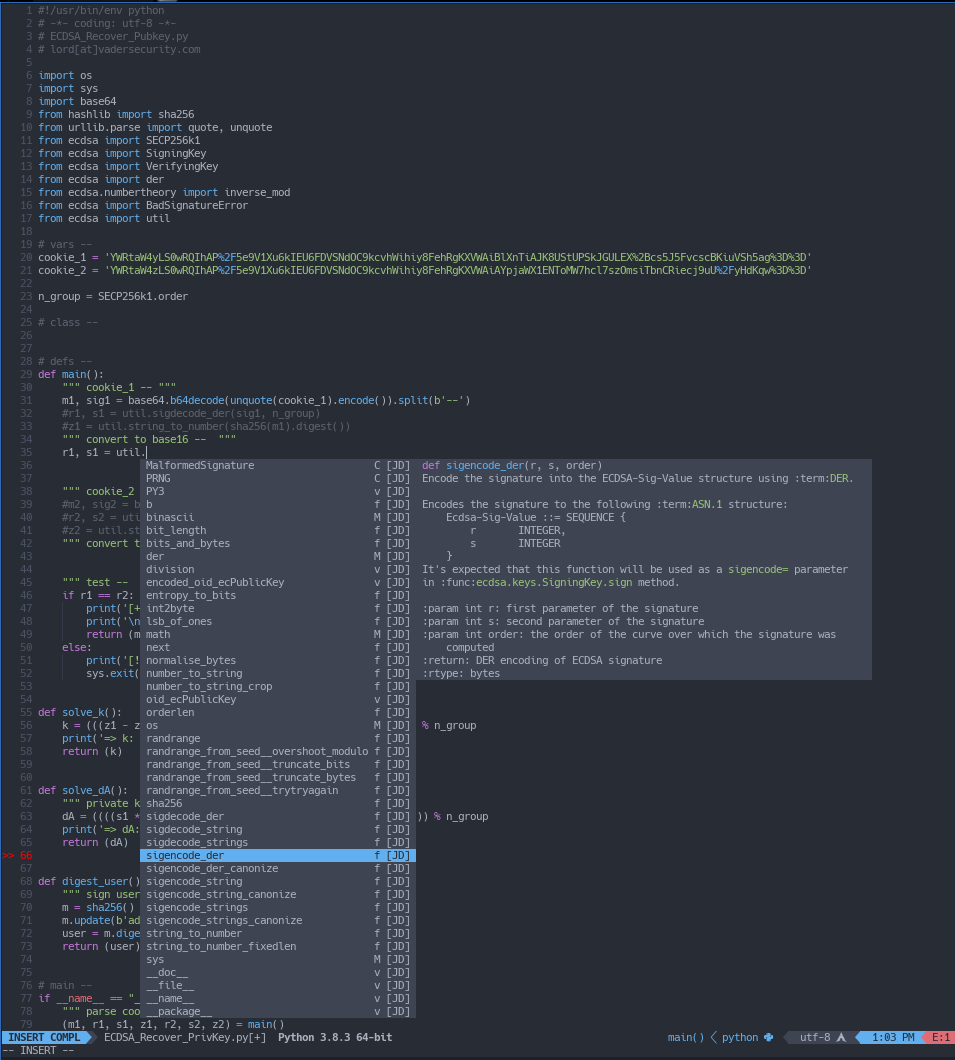 1 #!/usr/bin/env python
2 # -*- coding: utf-8 -*-
3 # ECDSA_Recover_Pubkey.py
4 # lord[at]vadersecurity.com
5
6 import os
7 import sys
8 import base64
9 from hashlib import sha256
10 from urllib.parse import quote, unquote
11 from ecdsa import SECP256k1
12 from ecdsa import SigningKey
13 from ecdsa import VerifyingKey
14 from ecdsa import der
15 from ecdsa.numbertheory import inverse_mod
16 from ecdsa import BadSignatureError
17 from ecdsa import util
18
19 # vars --
20 cookie_1 = 'YWRtaW4yLS0wRQIhAP%2F5e9V1Xu6kIEU6FDVSNdOC9kcvhWihiy8FehRgKXVWAiBlXnTiAJK8UStUPSkJGULEX%2Bcs5J5FvcscBKiuVSh5ag%3D%3D'
21 cookie_2 = 'YWRtaW4zLS0wRQIhAP%2F5e9V1Xu6kIEU6FDVSNdOC9kcvhWihiy8FehRgKXVWAiAYpjaWX1ENToMW7hcl7szOmsiTbnCRiecj9uU%2FyHdKqw%3D%3D'
22
23 n_group = SECP256k1.order
24
25 # class --
26
27
28 # defs --
29 def main():
30 """ cookie_1 -- """
31 m1, sig1 = base64.b64decode(unquote(cookie_1).encode()).split(b'--')
32 #r1, s1 = util.sigdecode_der(sig1, n_group)
33 #z1 = util.string_to_number(sha256(m1).digest())
34 """ convert to base16 -- """
35 r1, s1 = util.
36 MalformedSignature C [JD] def sigencode_der(r, s, order)
37 PRNG C [JD] Encode the signature into the ECDSA-Sig-Value structure using :term:DER.
38 """ cookie_2 PY3 v [JD]
39 #m2, sig2 = b b f [JD] Encodes the signature to the following :term:ASN.1 structure:
40 #r2, s2 = uti binascii M [JD] Ecdsa-Sig-Value ::= SEQUENCE {
41 #z2 = util.st bit_length f [JD] r INTEGER,
42 """ convert t bits_and_bytes f [JD] s INTEGER
43 der M [JD] }
44 division v [JD] It's expected that this function will be used as a sigencode= parameter
45 """ test -- encoded_oid_ecPublicKey v [JD] in :func:ecdsa.keys.SigningKey.sign method.
46 if r1 == r2: entropy_to_bits f [JD]
47 print('[+ int2byte f [JD] :param int r: first parameter of the signature
48 print('\n lsb_of_ones f [JD] :param int s: second parameter of the signature
49 return (m math M [JD] :param int order: the order of the curve over which the signature was
50 else: next f [JD] computed
51 print('[! normalise_bytes f [JD] :return: DER encoding of ECDSA signature
52 sys.exit( number_to_string f [JD] :rtype: bytes
53 number_to_string_crop f [JD]
54 oid_ecPublicKey v [JD]
55 def solve_k(): orderlen f [JD]
56 k = (((z1 - z os M [JD] % n_group
57 print('=> k: randrange f [JD]
58 return (k) randrange_from_seed__overshoot_modulo f [JD]
59 randrange_from_seed__truncate_bits f [JD]
60 randrange_from_seed__truncate_bytes f [JD]
61 def solve_dA(): randrange_from_seed__trytryagain f [JD]
62 """ private k sha256 f [JD]
63 dA = ((((s1 * sigdecode_der f [JD] )) % n_group
64 print('=> dA: sigdecode_string f [JD]
65 return (dA) sigdecode_strings f [JD]
>> 66 sigencode_der f [JD]
67 sigencode_der_canonize f [JD]
68 def digest_user() sigencode_string f [JD]
69 """ sign user sigencode_string_canonize f [JD]
70 m = sha256() sigencode_strings f [JD]
71 m.update(b'ad sigencode_strings_canonize f [JD]
72 user = m.dige string_to_number f [JD]
73 return (user) string_to_number_fixedlen f [JD]
74 sys M [JD]
75 __doc__ v [JD]
76 # main -- __file__ v [JD]
77 if __name__ == "_ __name__ v [JD]
78 """ parse coo __package__ v [JD]
79 (m1, r1, s1, z1, r2, s2, z2) = main()
INSERT COMPL ECDSA_Recover_PrivKey.py[+] Python 3.8.3 64-bit main() python utf-8 1:03 PM E:1
-- INSERT --